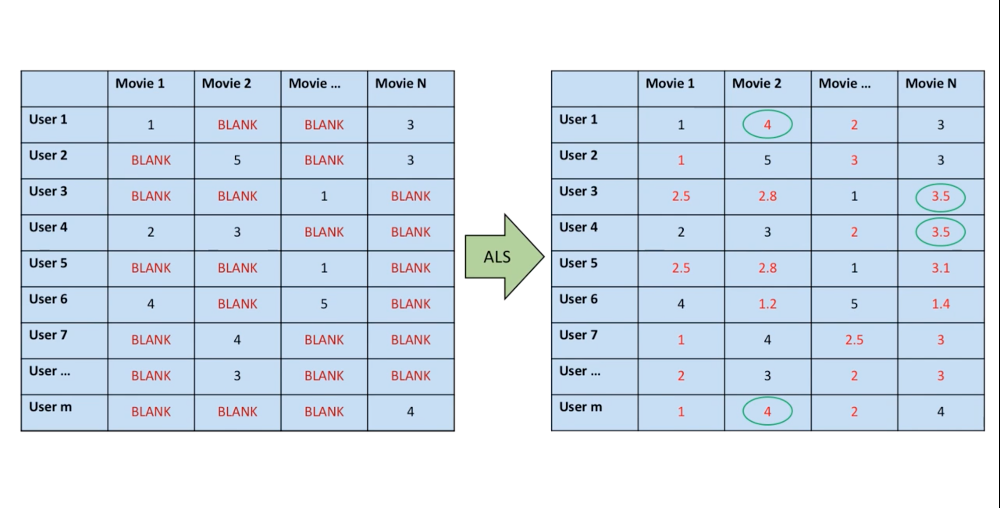 Movie 1 Movie 2 Movie ... Movie N
User 1 1 BLANK BLANK 3
User 2 BLANK 5 BLANK 3
User 3 BLANK BLANK 1 BLANK
User 4 2 3 BLANK BLANK
User 5 BLANK BLANK 1 BLANK
User 6 4 BLANK 5 BLANK
User 7 BLANK 4 BLANK BLANK
User ... BLANK 3 BLANK BLANK
User m BLANK BLANK BLANK 4
ALS
Movie 1 Movie 2 Movie ... Movie N
User 1 1 4 2 3
User 2 1 5 3 3
User 3 2.5 2.8 1 3.5
User 4 2 3 2 3.5
User 5 2.5 2.8 1 3.1
User 6 4 1.2 5 1.4
User 7 1 4 2.5 3
User ... 2 3 2 3
User m 1 4 2 4